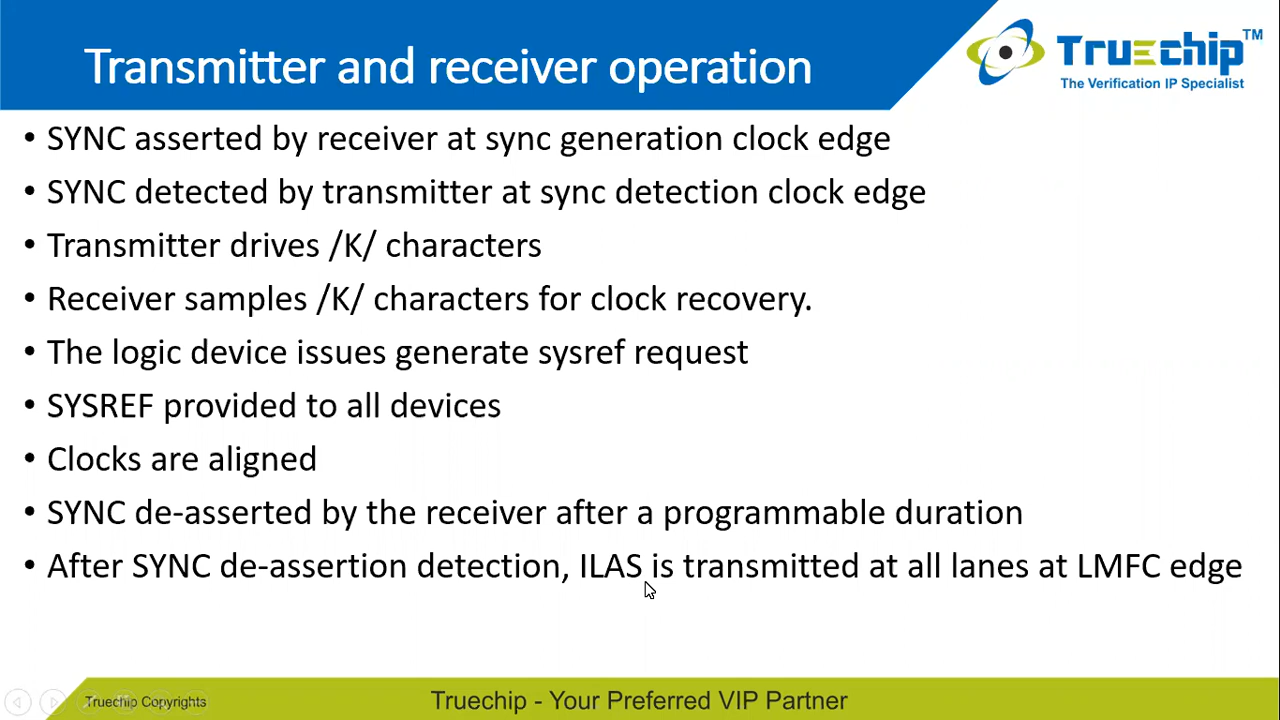 Transmitter and receiver operation
Truechip™
The Verification IP Specialist
• SYNC asserted by receiver at sync generation clock edge
• SYNC detected by transmitter at sync detection clock edge
• Transmitter drives /K/ characters
• Receiver samples /K/ characters for clock recovery.
• The logic device issues generate sysref request
• SYSREF provided to all devices
• Clocks are aligned
• SYNC de-asserted by the receiver after a programmable duration
• After SYNC de-assertion detection, ILAS is transmitted at all lanes at LMFC edge
Truechip Copyrights
Truechip - Your Preferred VIP Partner